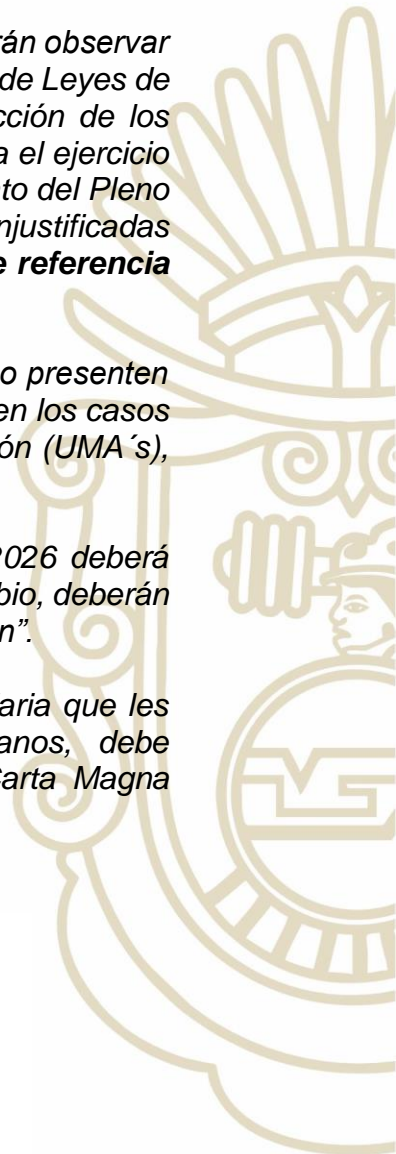 rán observar
de Leyes de
cción de los
a el ejercicio
to del Pleno
njustificadas
e referencia
o presenten
en los casos
ón (UMA´s),
2026 deberá
bio, deberán
n”.
aria que les
anos, debe
Carta Magna